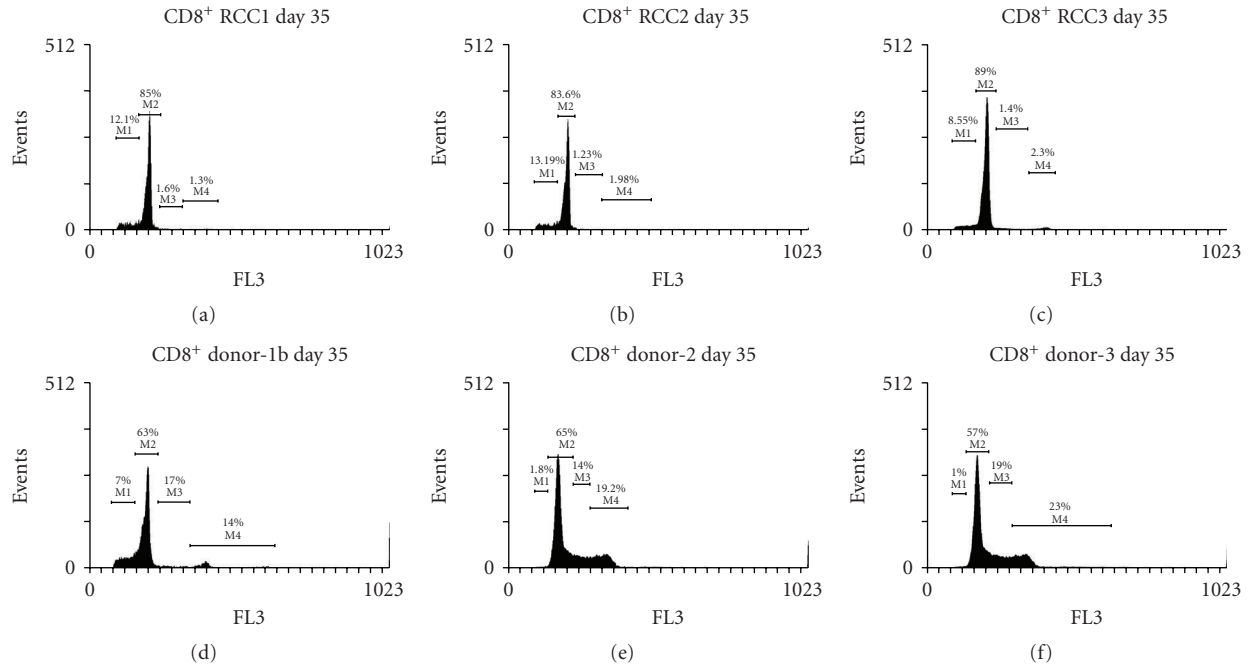 CD8⁺ RCC1 day 35
512
85%
M2
12.1%
M1
1.6%
M3
1.3%
M4
Events
0
0
1023
FL3
(a)
CD8⁺ RCC2 day 35
512
83.6%
M2
13.19%
M1
1.23%
M3
1.98%
M4
Events
0
0
1023
FL3
(b)
CD8⁺ RCC3 day 35
512
89%
M2
8.55%
M1
1.4%
M3
2.3%
M4
Events
0
0
1023
FL3
(c)
CD8⁺ donor-1b day 35
512
63%
M2
7%
M1
17%
M3
14%
M4
Events
0
0
1023
FL3
(d)
CD8⁺ donor-2 day 35
512
65%
M2
1.8%
M1
14%
M3
19.2%
M4
Events
0
0
1023
FL3
(e)
CD8⁺ donor-3 day 35
512
57%
M2
1%
M1
19%
M3
23%
M4
Events
0
0
1023
FL3
(f)